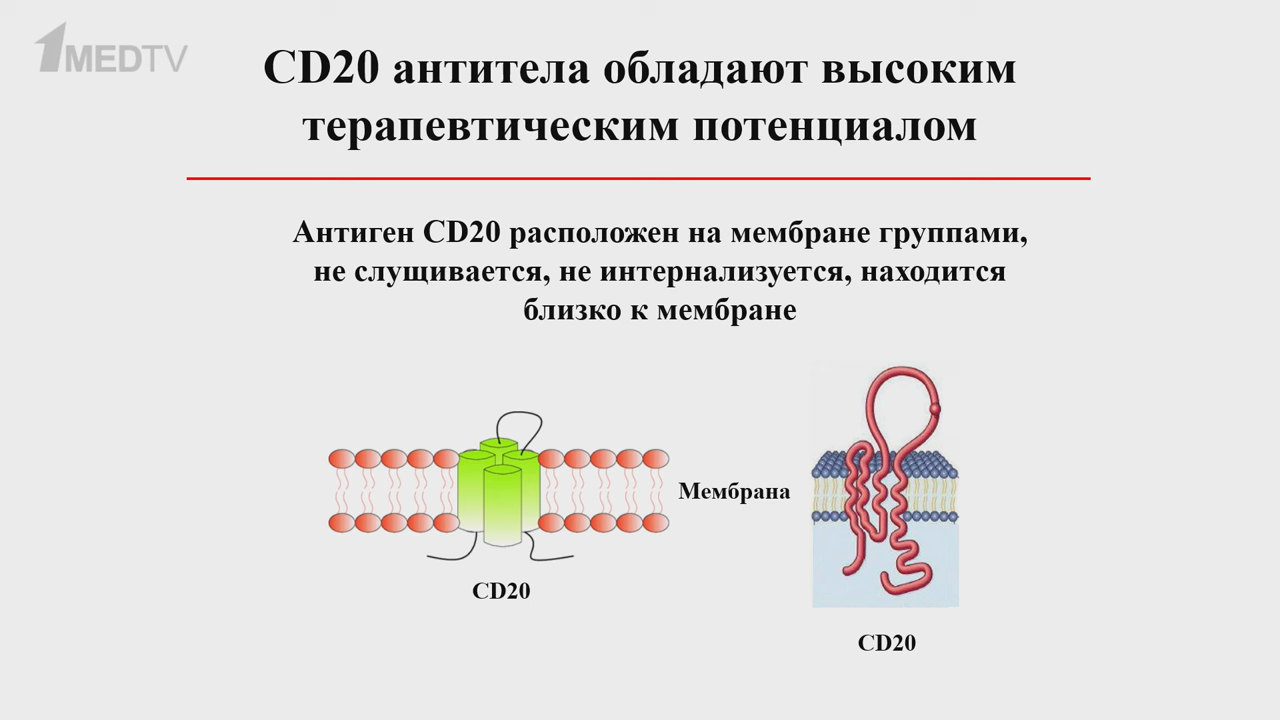 1MEDTV
CD20 антитела обладают высоким
терапевтическим потенциалом
Антиген CD20 расположен на мембране группами,
не слущивается, не интернализуется, находится
близко к мембране
Мембрана
CD20
CD20